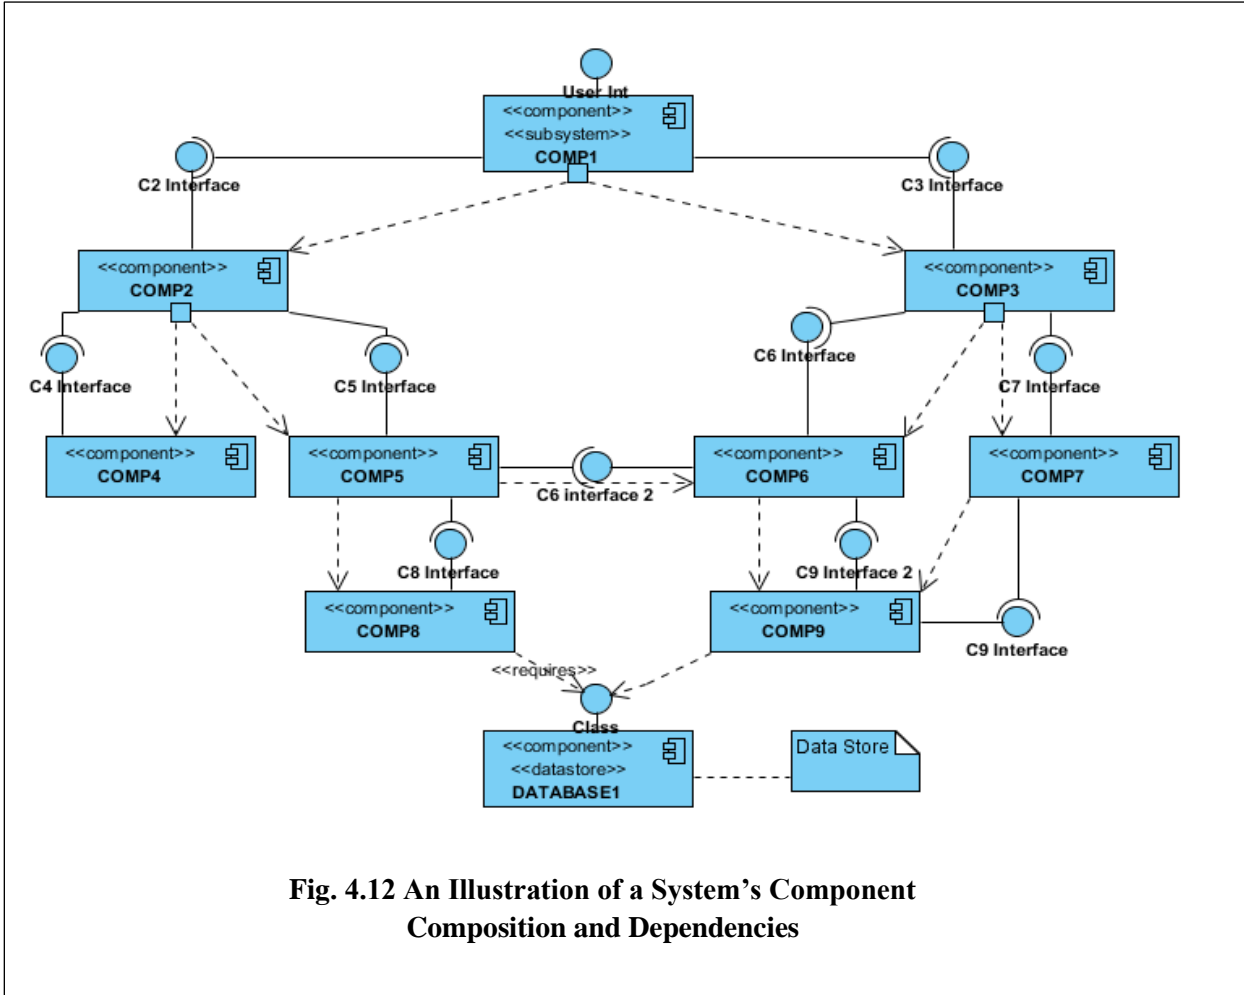 User Int
<<component>>
<<subsystem>>
COMP1
C2 Interface
C3 Interface
<<component>>
COMP2
<<component>>
COMP3
C4 Interface
C5 Interface
C6 Interface
C7 Interface
<<component>>
COMP4
<<component>>
COMP5
C6 interface 2
<<component>>
COMP6
<<component>>
COMP7
C8 Interface
C9 Interface 2
<<component>>
COMP8
<<component>>
COMP9
C9 Interface
<<requires>>
Class
<<component>>
<<datastore>>
DATABASE1
Data Store
Fig. 4.12 An Illustration of a System’s Component
Composition and Dependencies